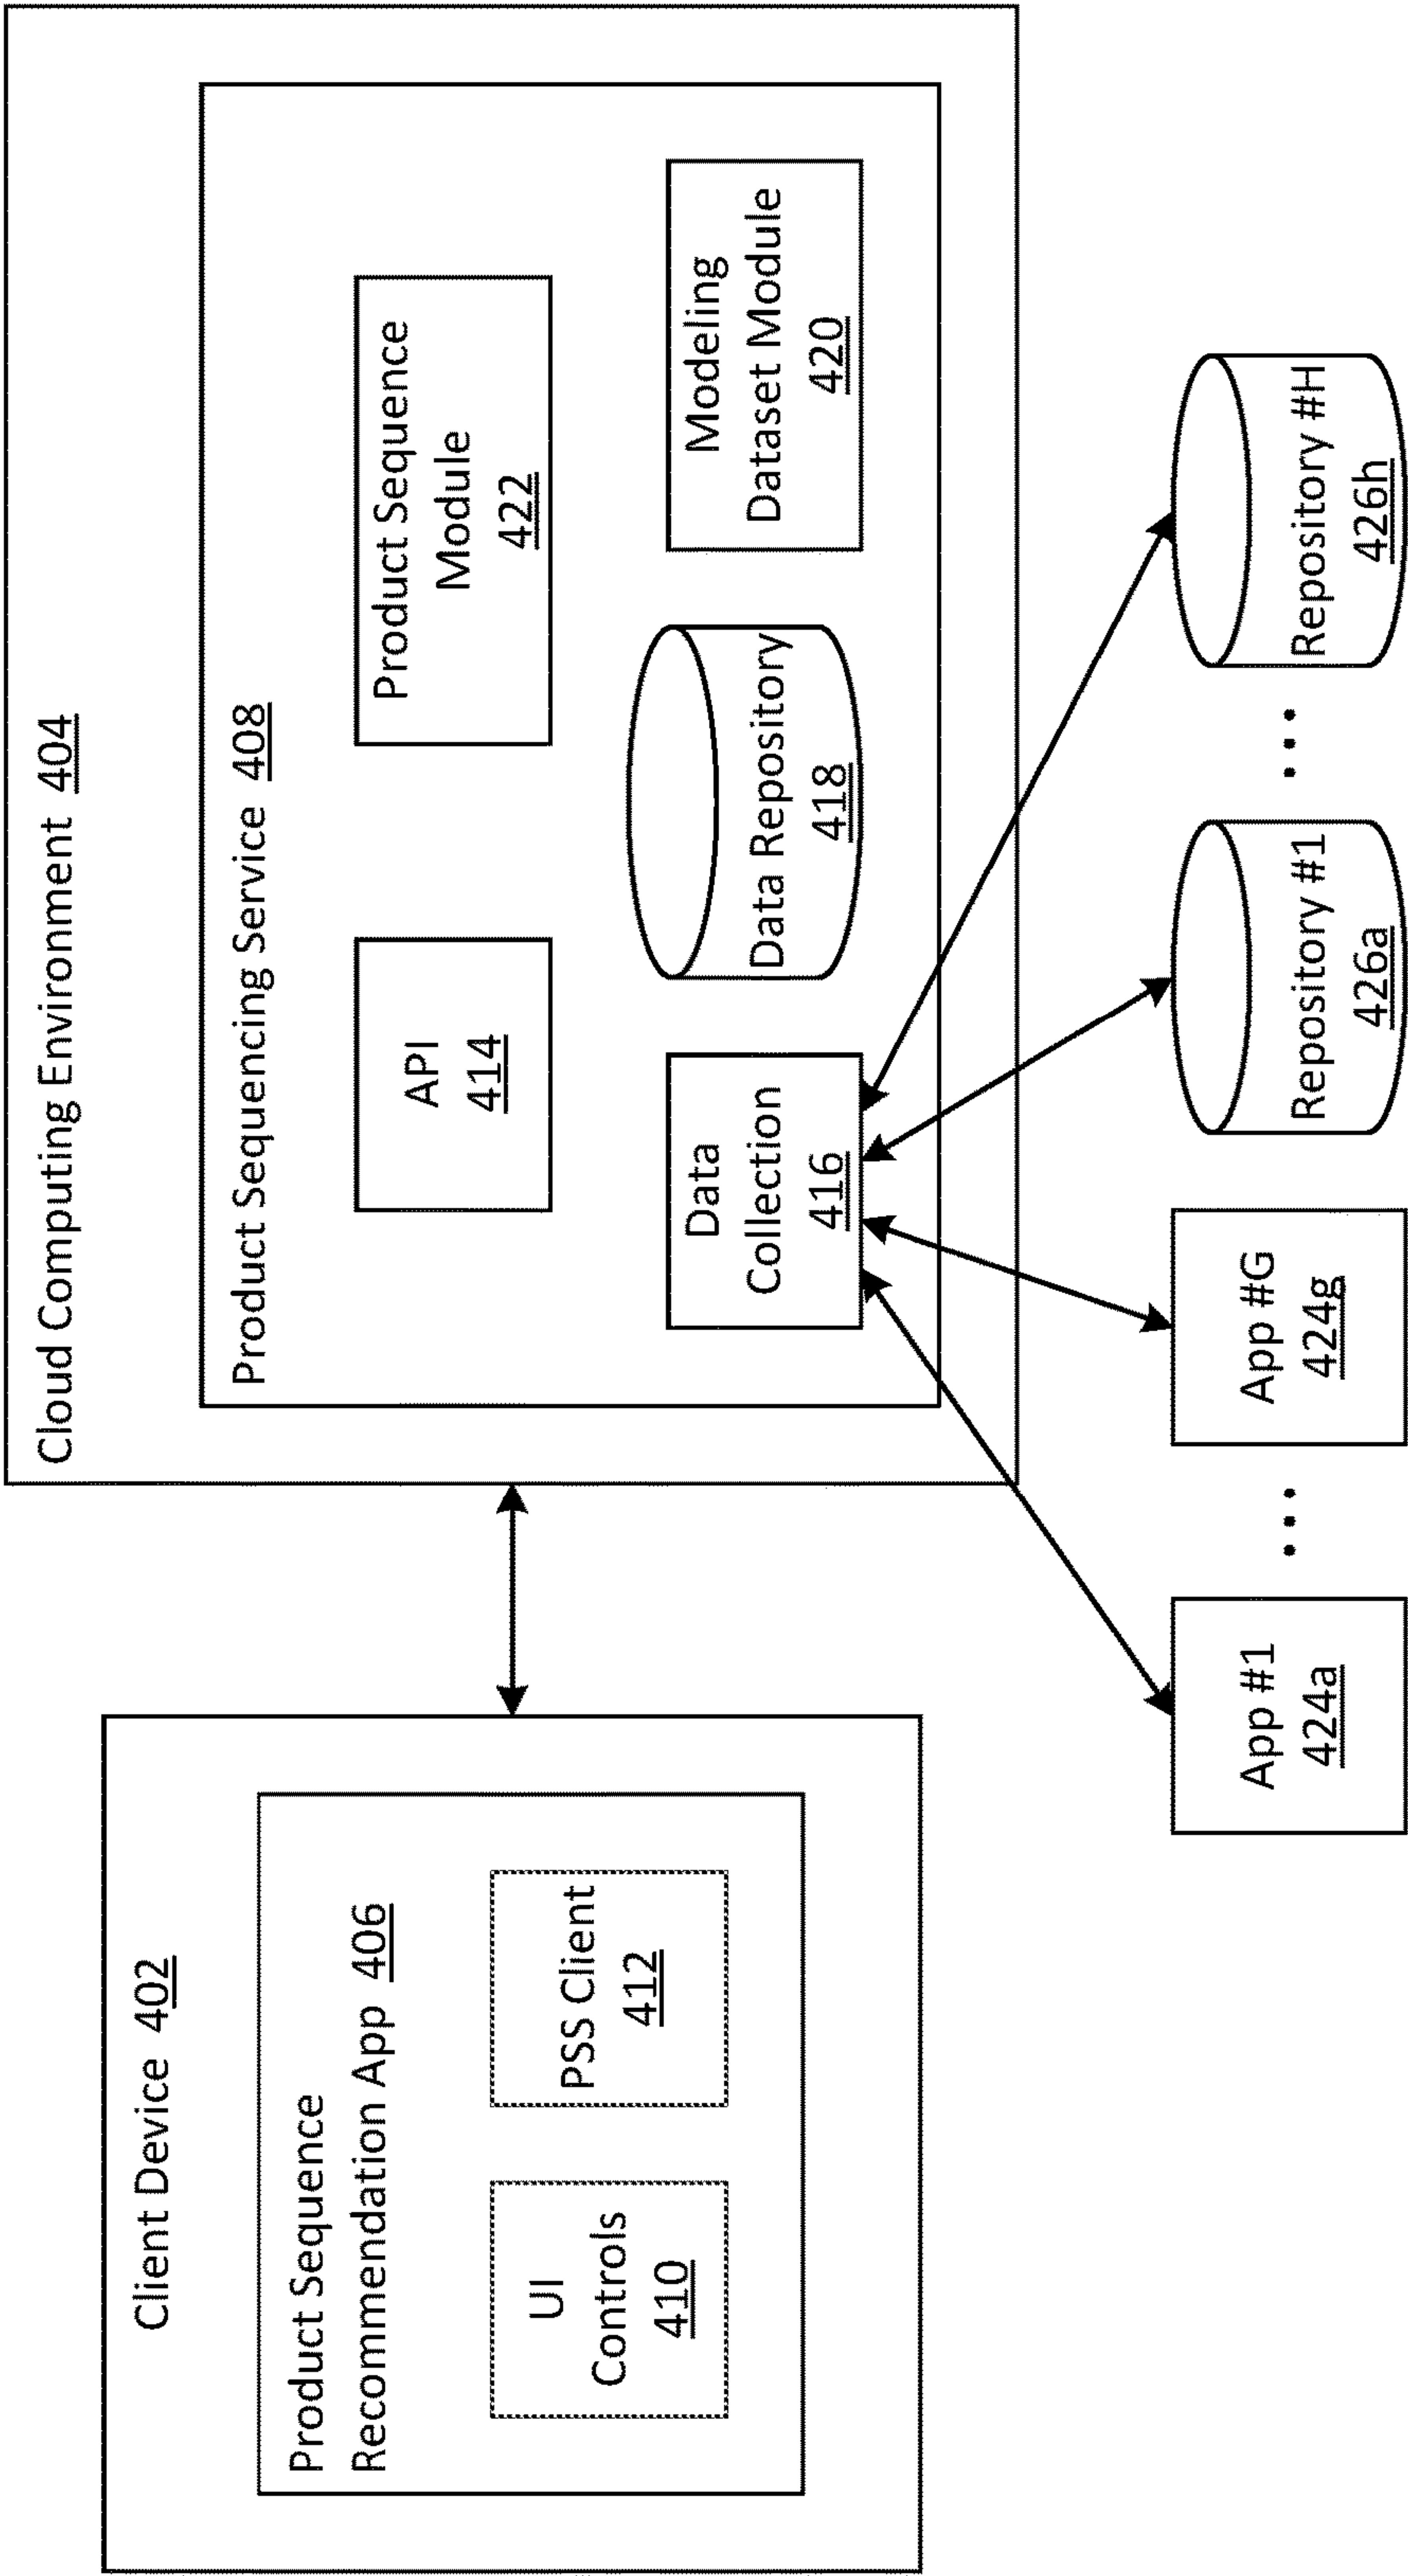 Client Device 402
Product Sequence
Recommendation App 406
UI
Controls
410
PSS Client
412
Cloud Computing Environment 404
Product Sequencing Service 408
API
414
Product Sequence
Module
422
Data
Collection
416
Data Repository
418
Modeling
Dataset Module
420
App #1
424a
...
App #G
424g
Repository #1
426a
...
Repository #H
426h